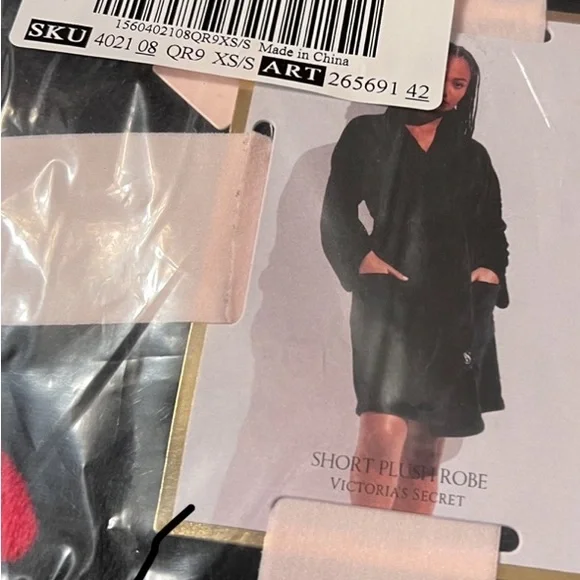 1560402108QR9XS/S Made in China
SKU 4021 08 QR9 XS/S ART 265691 42
SHORT PLUSH ROBE
VICTORIA'S SECRET